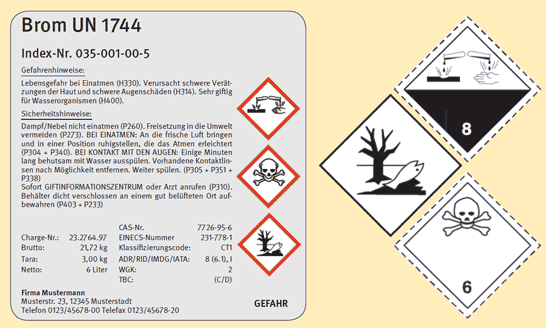 Brom UN 1744
Index-Nr. 035-001-00-5
Gefahrenhinweise:
Lebensgefahr bei Einatmen (H330). Verursacht schwere Verät-
zungen der Haut und schwere Augenschäden (H314). Sehr giftig
für Wasserorganismen (H400).
Sicherheitshinweise:
Dampf/Nebel nicht einatmen (P260). Freisetzung in die Umwelt
vermeiden (P273). BEI EINATMEN: An die frische Luft bringen
und in einer Position ruhigstellen, die das Atmen erleichtert
(P304 + P340). BEI KONTAKT MIT DEN AUGEN: Einige Minuten
lang behutsam mit Wasser ausspülen. Vorhandene Kontaktlin-
sen nach Möglichkeit entfernen. Weiter spülen. (P305 + P351 +
P338)
Sofort GIFTINFORMATIONSZENTRUM oder Arzt anrufen (P310).
Behälter dicht verschlossen an einem gut belüfteten Ort auf-
bewahren (P403 + P233)
CAS-Nr. 7726-95-6
Charge-Nr.: 23.2764.97 EINECS-Nummer 231-778-1
Brutto: 21,72 kg Klassifizierungscode: CT1
Tara: 3,00 kg ADR/RID/IMDG/IATA: 8 (6.1), I
Netto: 6 Liter WGK: 2
TBC: (C/D)
Firma Mustermann
Musterstr. 23, 12345 Musterstadt
Telefon 0123/45678-00 Telefax 0123/45678-20
GEFAHR
8
6